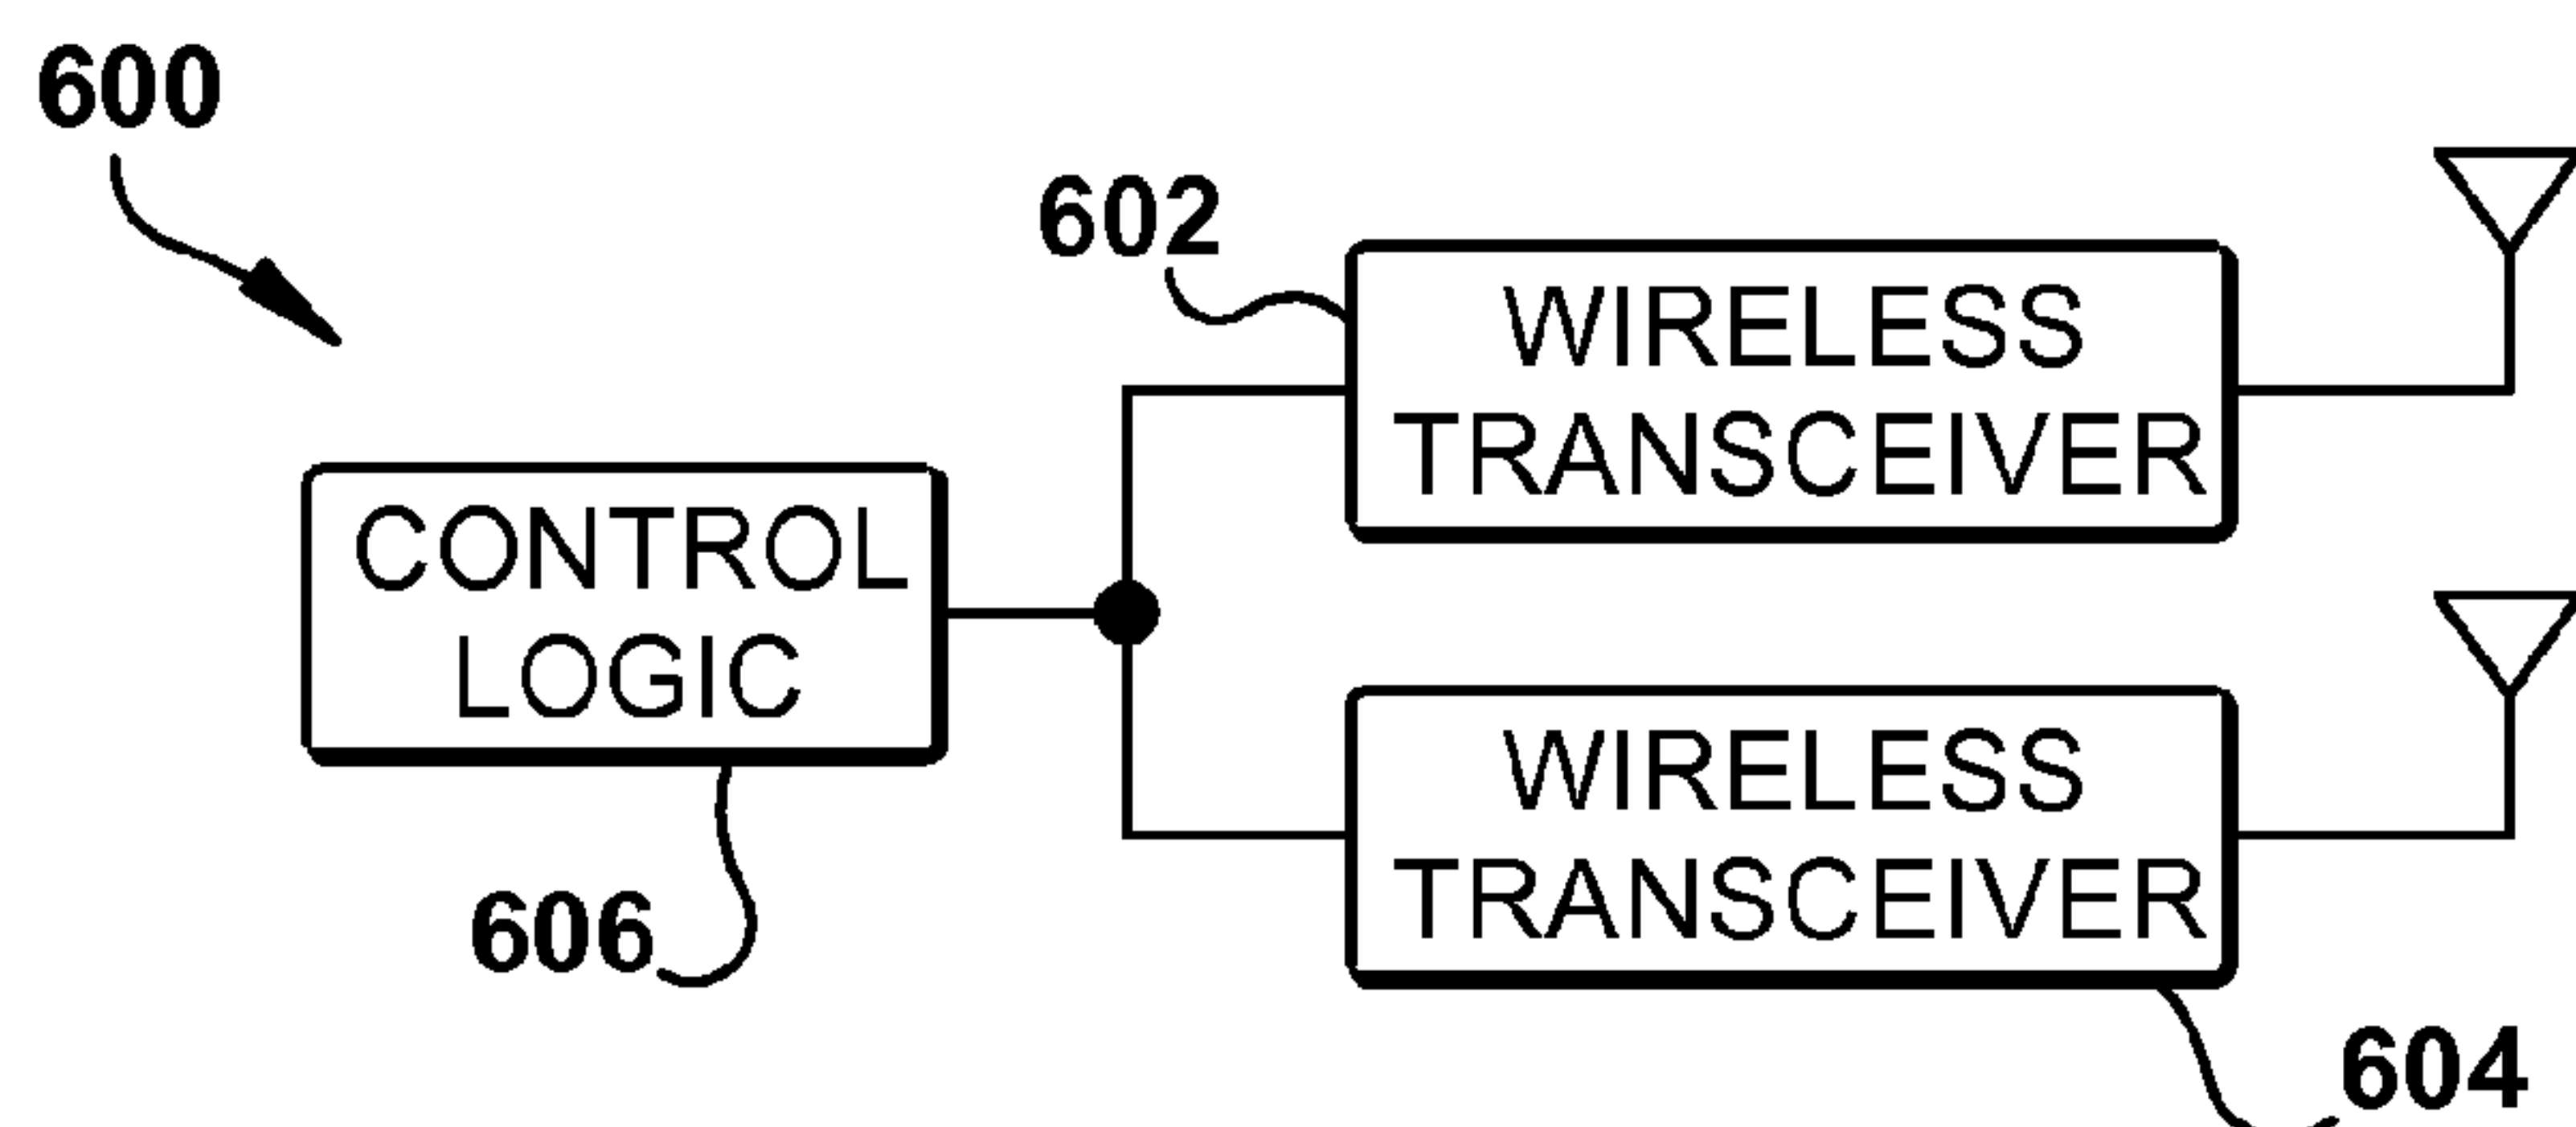 600
602
WIRELESS
TRANSCEIVER
CONTROL
LOGIC
606
WIRELESS
TRANSCEIVER
604